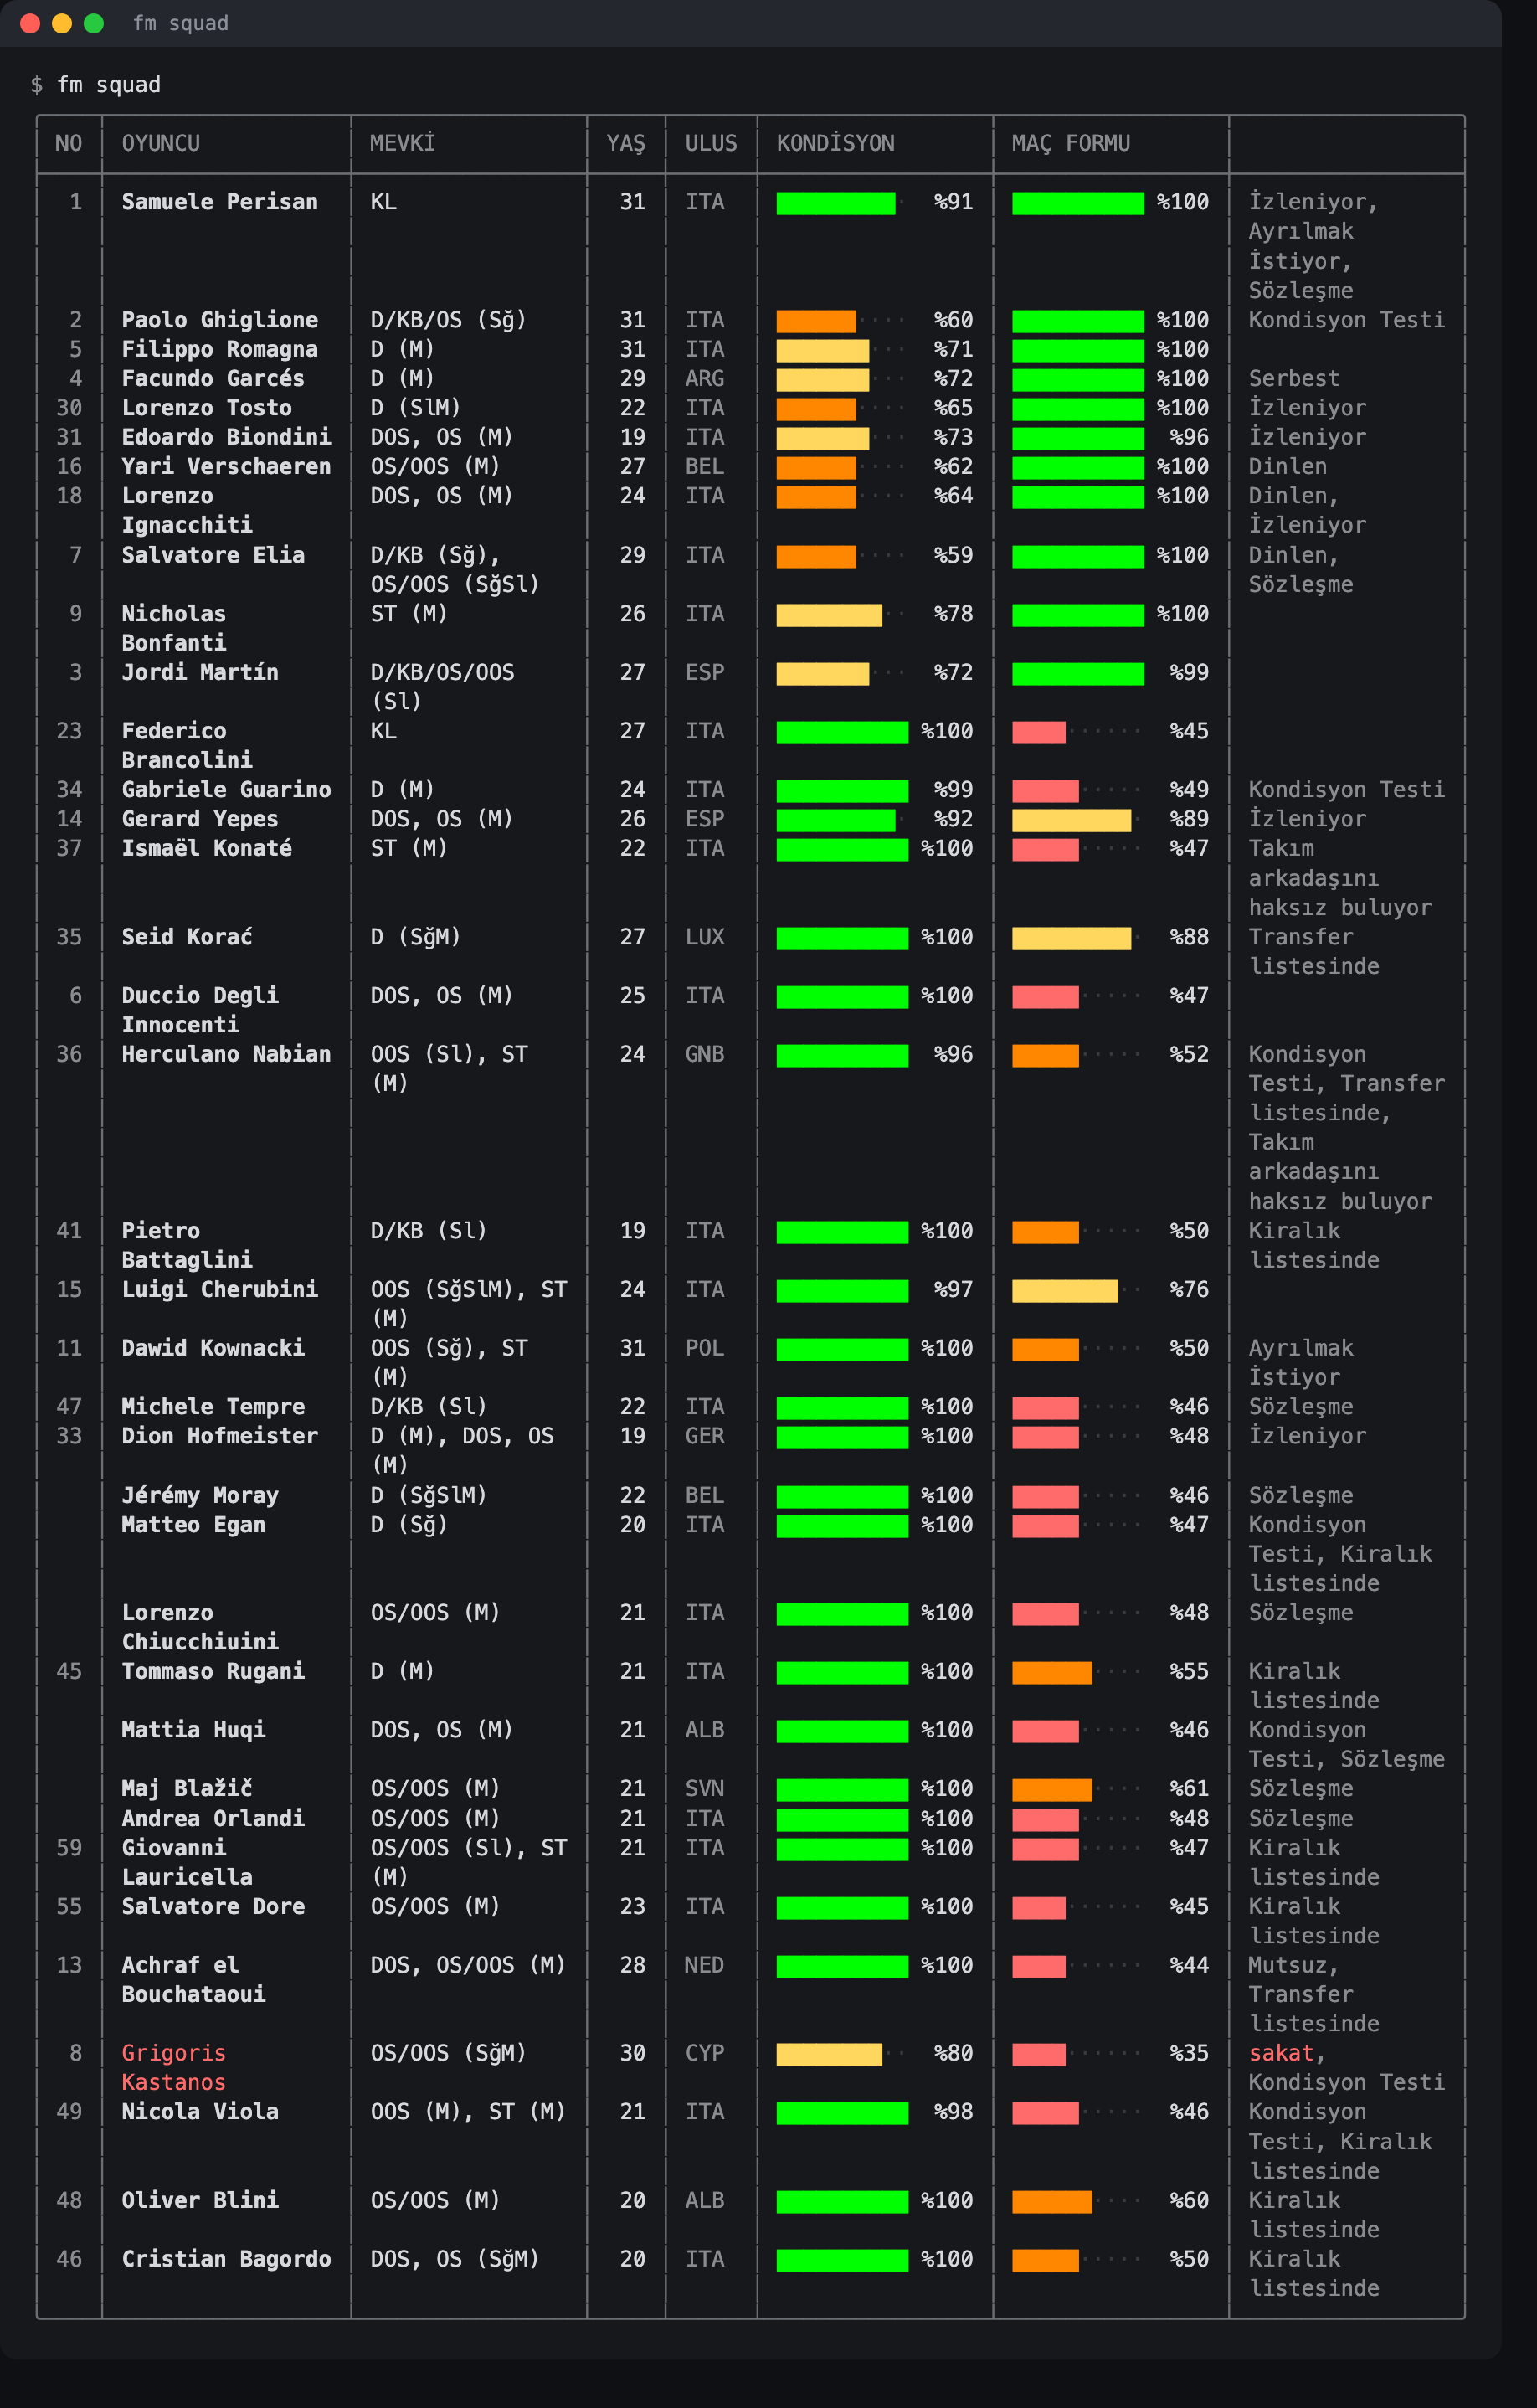 fm squad
$ fm squad
NO OYUNCU MEVKİ YAŞ ULUS KONDİSYON MAÇ FORMU
1 Samuele Perisan KL 31 ITA %91 %100 İzleniyor,
Ayrılmak
İstiyor,
Sözleşme
2 Paolo Ghiglione D/KB/OS (Sğ) 31 ITA %60 %100 Kondisyon Testi
5 Filippo Romagna D (M) 31 ITA %71 %100
4 Facundo Garcés D (M) 29 ARG %72 %100 Serbest
30 Lorenzo Tosto D (SlM) 22 ITA %65 %100 İzleniyor
31 Edoardo Biondini DOS, OS (M) 19 ITA %73 %96 İzleniyor
16 Yari Verschaeren OS/OOS (M) 27 BEL %62 %100 Dinlen
18 Lorenzo DOS, OS (M) 24 ITA %64 %100 Dinlen,
Ignacchiti İzleniyor
7 Salvatore Elia D/KB (Sğ), 29 ITA %59 %100 Dinlen,
OS/OOS (SğSl) Sözleşme
9 Nicholas ST (M) 26 ITA %78 %100
Bonfanti
3 Jordi Martín D/KB/OS/OOS 27 ESP %72 %99
(Sl)
23 Federico KL 27 ITA %100 %45
Brancolini
34 Gabriele Guarino D (M) 24 ITA %99 %49 Kondisyon Testi
14 Gerard Yepes DOS, OS (M) 26 ESP %92 %89 İzleniyor
37 Ismaël Konaté ST (M) 22 ITA %100 %47 Takım
arkadaşını
haksız buluyor
35 Seid Korać D (SğM) 27 LUX %100 %88 Transfer
listesinde
6 Duccio Degli DOS, OS (M) 25 ITA %100 %47
Innocenti
36 Herculano Nabian OOS (Sl), ST 24 GNB %96 %52 Kondisyon
(M) Testi, Transfer
listesinde,
Takım
arkadaşını
haksız buluyor
41 Pietro D/KB (Sl) 19 ITA %100 %50 Kiralık
Battaglini listesinde
15 Luigi Cherubini OOS (SğSlM), ST 24 ITA %97 %76
(M)
11 Dawid Kownacki OOS (Sğ), ST 31 POL %100 %50 Ayrılmak
(M) İstiyor
47 Michele Tempre D/KB (Sl) 22 ITA %100 %46 Sözleşme
33 Dion Hofmeister D (M), DOS, OS 19 GER %100 %48 İzleniyor
(M)
Jérémy Moray D (SğSlM) 22 BEL %100 %46 Sözleşme
Matteo Egan D (Sğ) 20 ITA %100 %47 Kondisyon
Testi, Kiralık
listesinde
Lorenzo OS/OOS (M) 21 ITA %100 %48 Sözleşme
Chiucchiuini
45 Tommaso Rugani D (M) 21 ITA %100 %55 Kiralık
listesinde
Mattia Huqi DOS, OS (M) 21 ALB %100 %46 Kondisyon
Testi, Sözleşme
Maj Blažič OS/OOS (M) 21 SVN %100 %61 Sözleşme
Andrea Orlandi OS/OOS (M) 21 ITA %100 %48 Sözleşme
59 Giovanni OS/OOS (Sl), ST 21 ITA %100 %47 Kiralık
Lauricella (M) listesinde
55 Salvatore Dore OS/OOS (M) 23 ITA %100 %45 Kiralık
listesinde
13 Achraf el DOS, OS/OOS (M) 28 NED %100 %44 Mutsuz,
Bouchataoui Transfer
listesinde
8 Grigoris OS/OOS (SğM) 30 CYP %80 %35 sakat,
Kastanos Kondisyon Testi
49 Nicola Viola OOS (M), ST (M) 21 ITA %98 %46 Kondisyon
Testi, Kiralık
listesinde
48 Oliver Blini OS/OOS (M) 20 ALB %100 %60 Kiralık
listesinde
46 Cristian Bagordo DOS, OS (SğM) 20 ITA %100 %50 Kiralık
listesinde